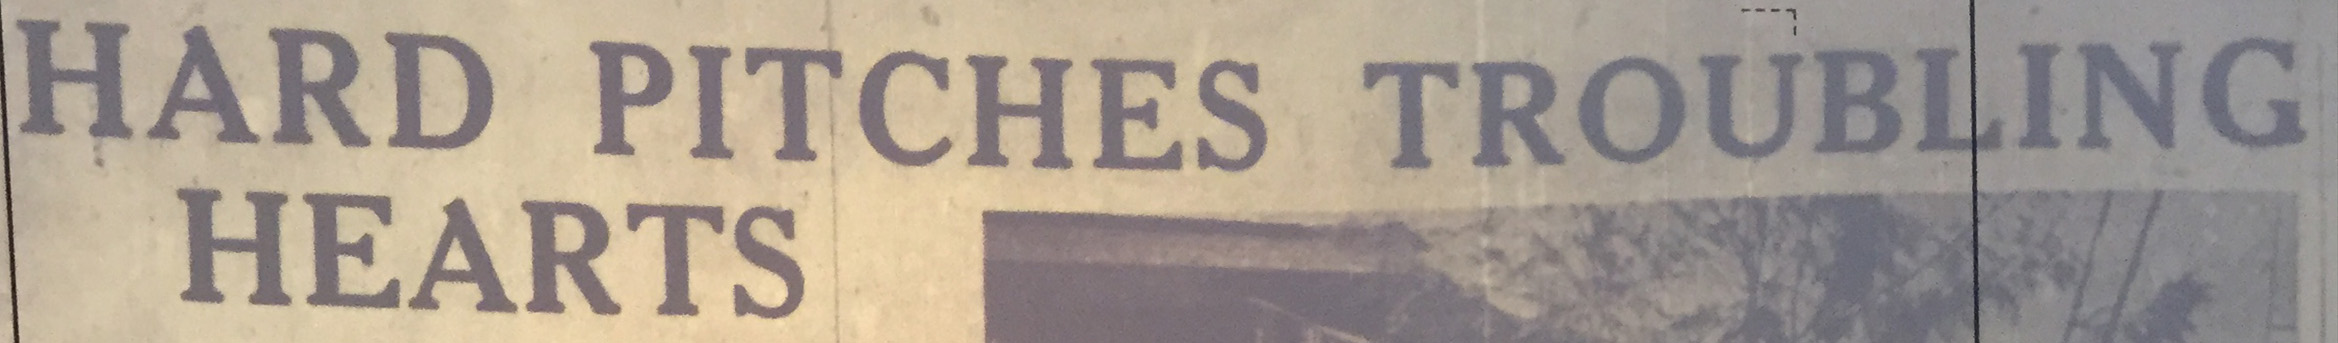 HARD PITCHES TROUBLING
HEARTS